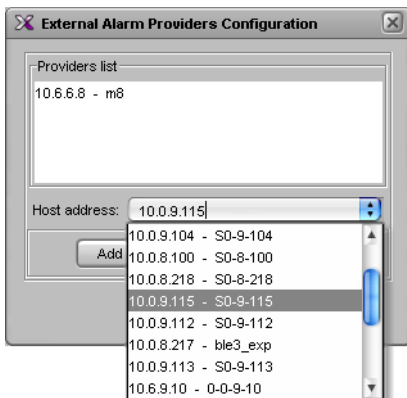 External Alarm Providers Configuration
Providers list
10.6.6.8 - m8
Host address: 10.0.9.115
10.0.9.104 - S0-9-104
Add
10.0.8.100 - S0-8-100
10.0.8.218 - S0-8-218
10.0.9.115 - S0-9-115
10.0.9.112 - S0-9-112
10.0.8.217 - ble3_exp
10.0.9.113 - S0-9-113
10.6.9.10 - 0-0-9-10